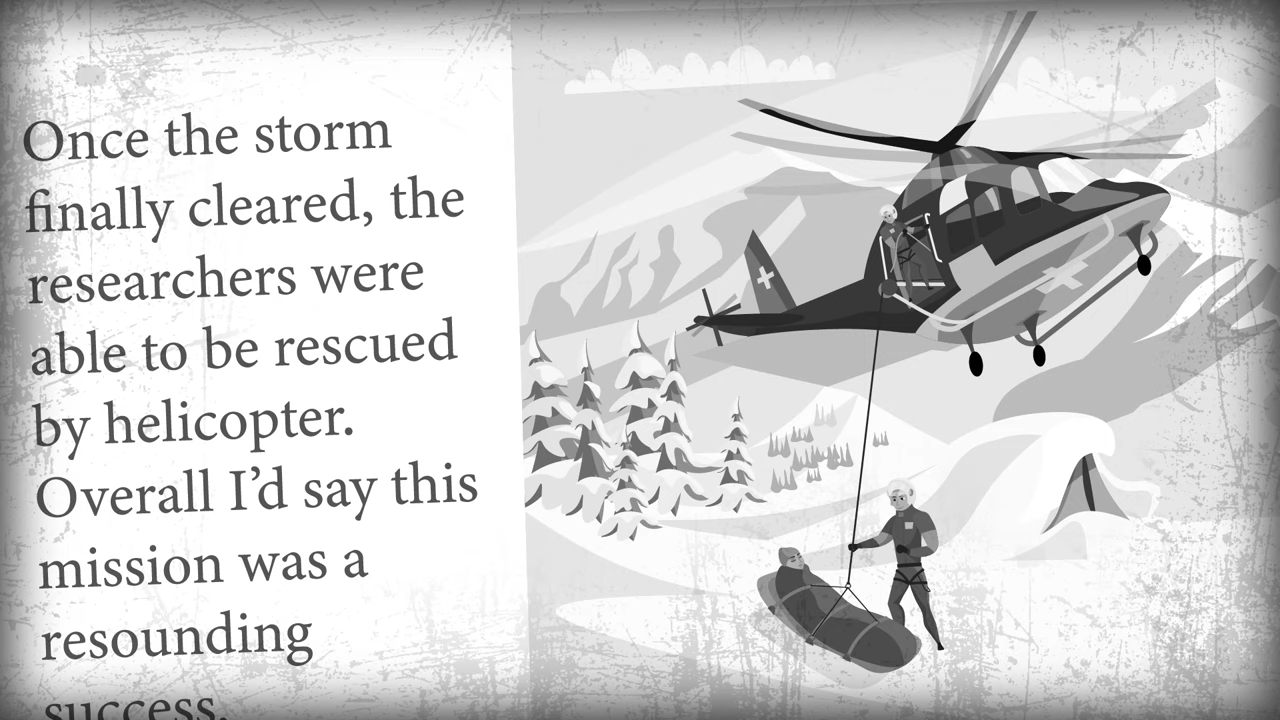 Once the storm
finally cleared, the
researchers were
able to be rescued
by helicopter.
Overall I’d say this
mission was a
resounding
success.